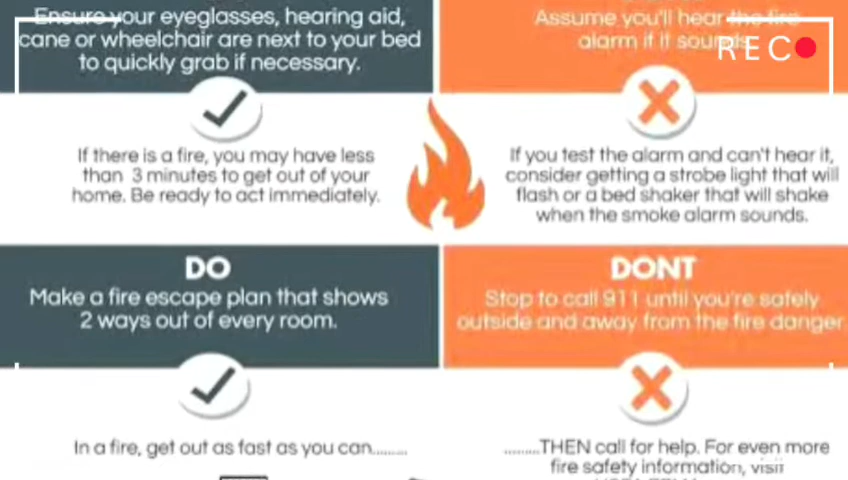 Ensure your eyeglasses, hearing aid,
cane or wheelchair are next to your bed
to quickly grab if necessary.
If there is a fire, you may have less
than 3 minutes to get out of your
home. Be ready to act immediately.
DO
Make a fire escape plan that shows
2 ways out of every room.
In a fire, get out as fast as you can.........
Assume you'll hear the fire
alarm if it sounds.
REC
If you test the alarm and can't hear it,
consider getting a strobe light that will
flash or a bed shaker that will shake
when the smoke alarm sounds.
DONT
Stop to call 911 until you're safely
outside and away from the fire danger.
.........THEN call for help. For even more
fire safety information, visit